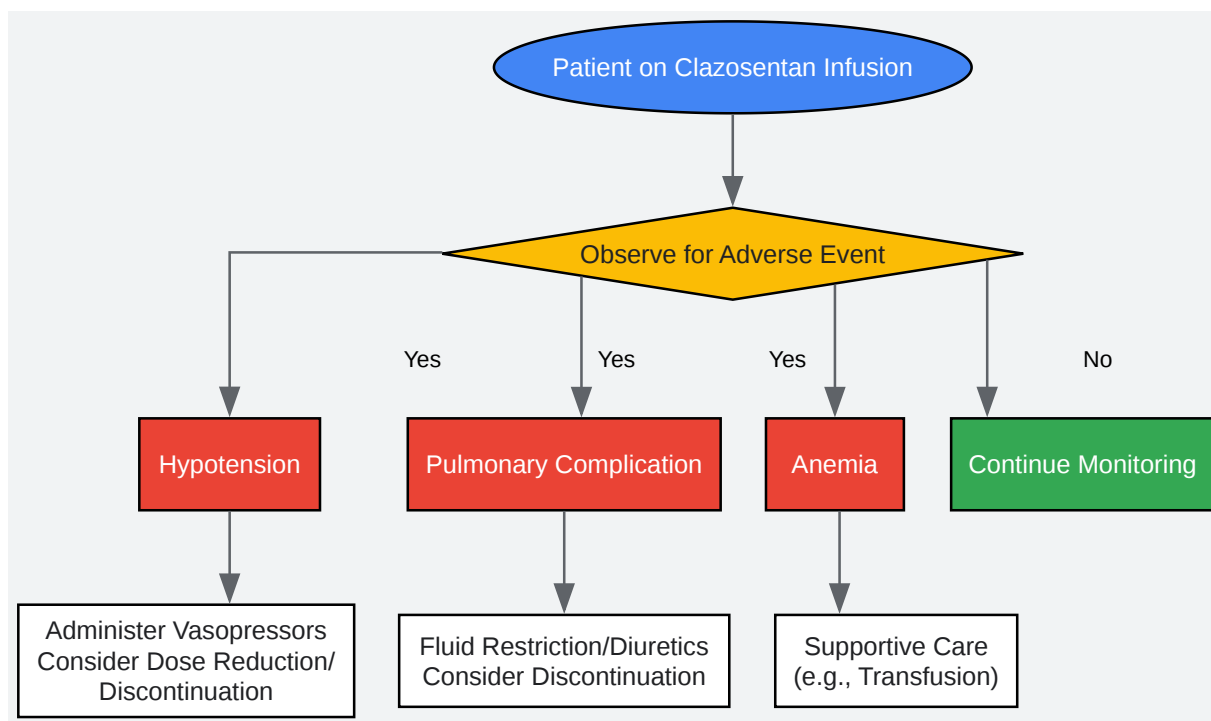 Patient on Clazosentan Infusion
Observe for Adverse Event
Yes
Yes
Yes
No
Hypotension
Pulmonary Complication
Anemia
Continue Monitoring
Administer Vasopressors
Consider Dose Reduction/
Discontinuation
Fluid Restriction/Diuretics
Consider Discontinuation
Supportive Care
(e.g., Transfusion)